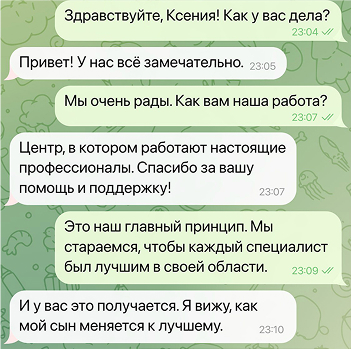 Здравствуйте, Ксения! Как у вас дела?
23:04
Привет! У нас всё замечательно.
23:05
Мы очень рады. Как вам наша работа?
23:07
Центр, в котором работают настоящие
профессионалы. Спасибо за вашу
помощь и поддержку!
23:07
Это наш главный принцип. Мы
стараемся, чтобы каждый специалист
был лучшим в своей области.
23:09
И у вас это получается. Я вижу, как
мой сын меняется к лучшему.
23:10